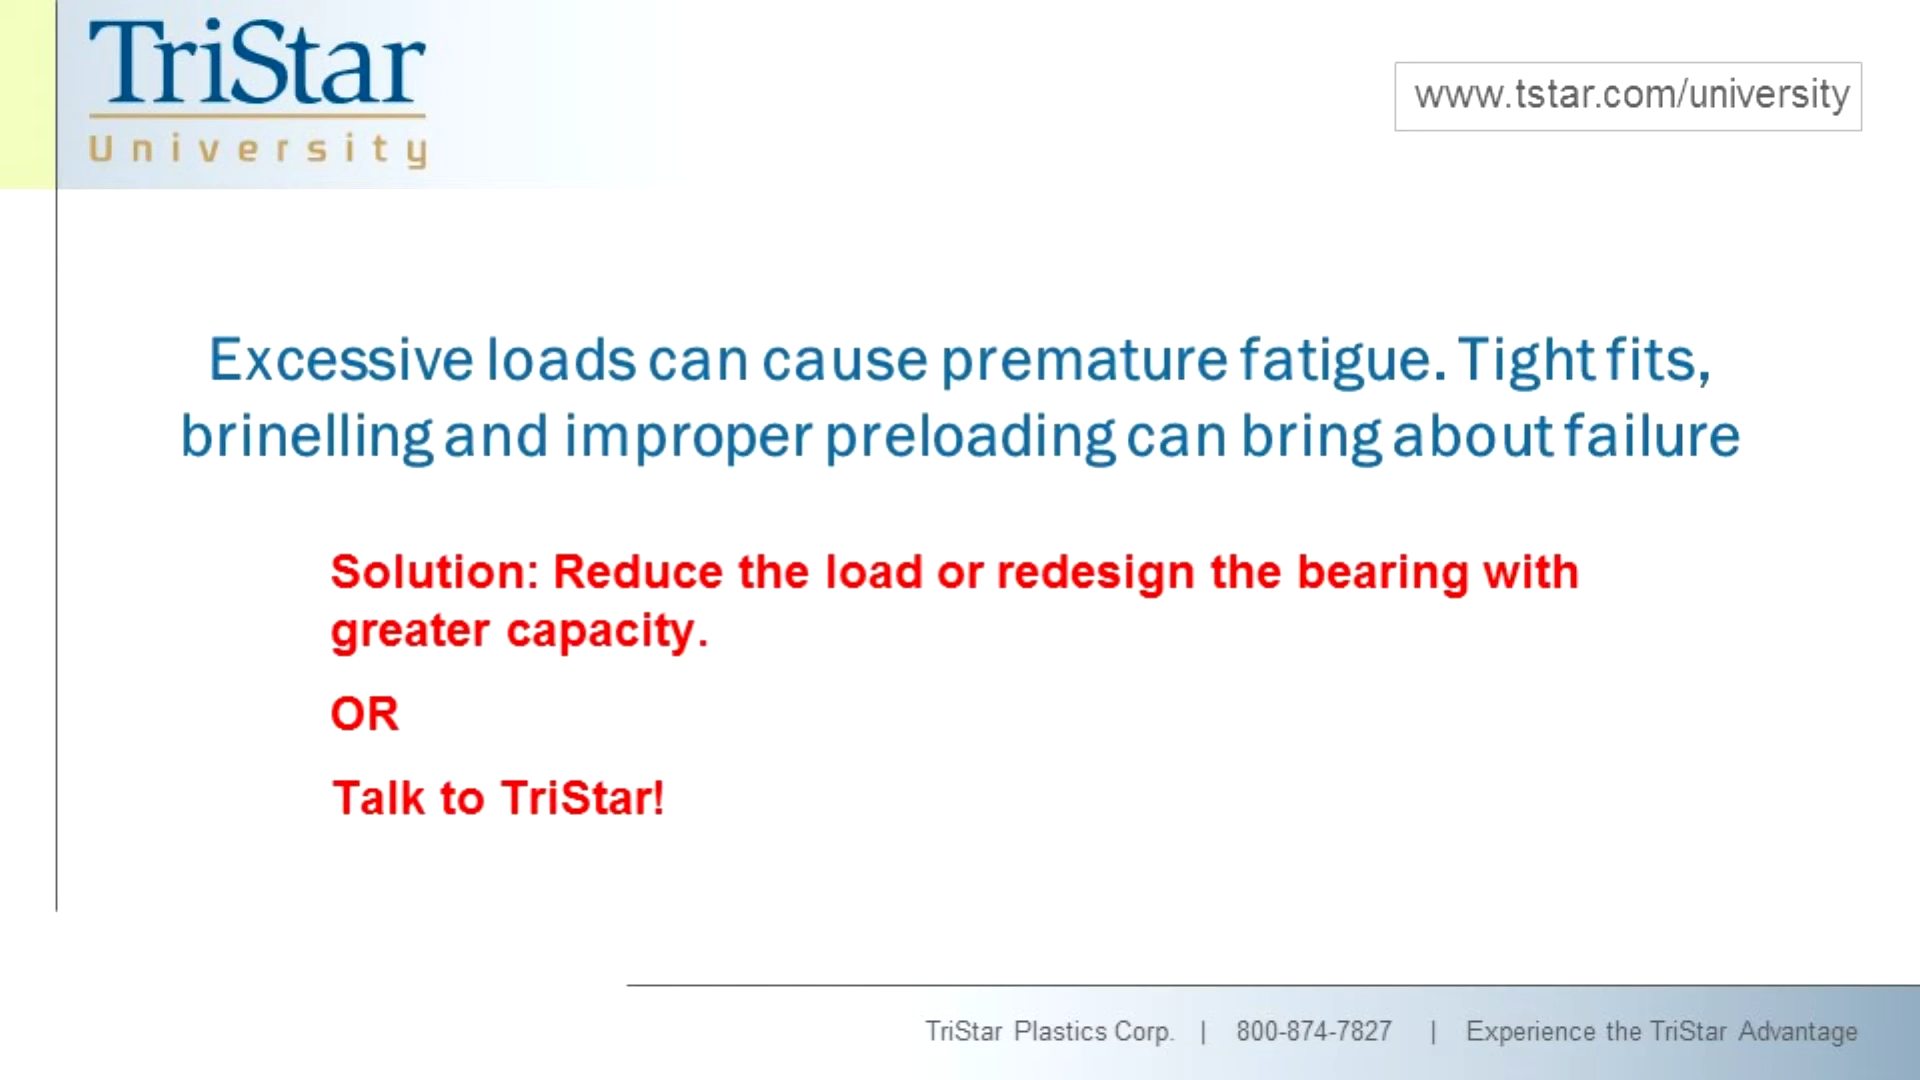 TriStar
University
www.tstar.com/university
Excessive loads can cause premature fatigue. Tight fits,
brinelling and improper preloading can bring about failure
Solution: Reduce the load or redesign the bearing with
greater capacity.
OR
Talk to TriStar!
TriStar Plastics Corp. | 800-874-7827 | Experience the TriStar Advantage